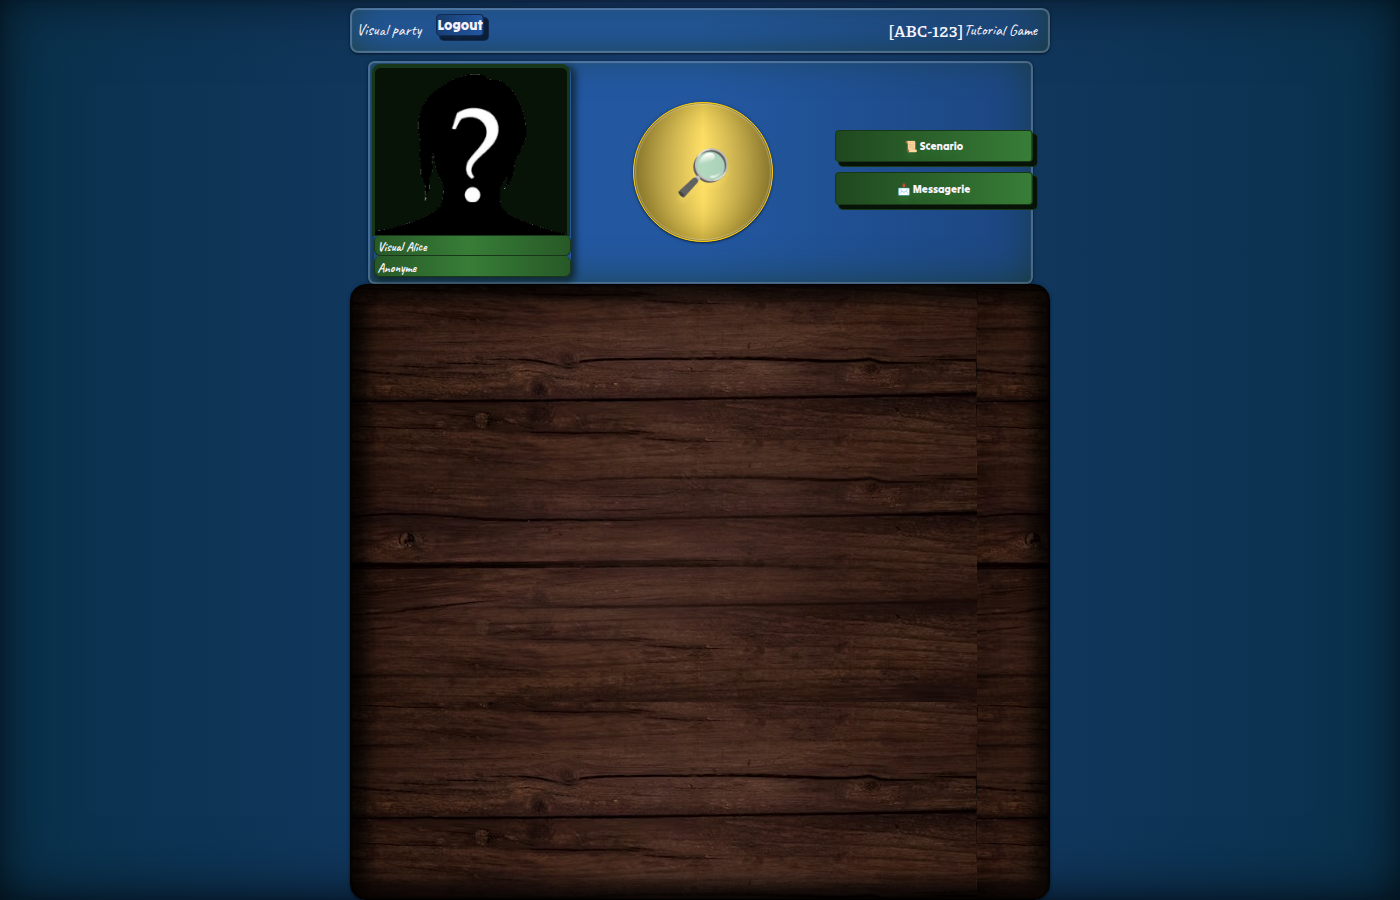 Visual party Logout [ABC-123] Tutorial Game
?
📜 Scenario
📩 Messagerie
Visual Alice
Anonyme